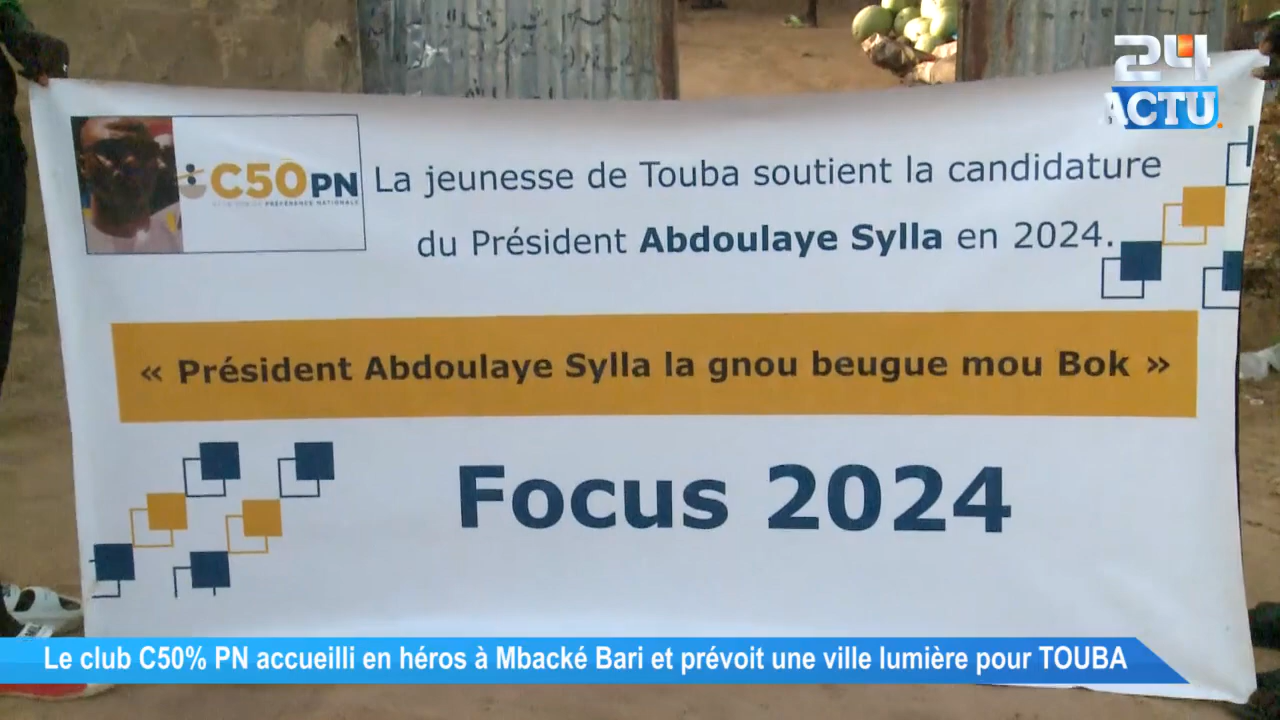 24
ACTU
C50PN
PRÉFÉRENCE NATIONALE
La jeunesse de Touba soutient la candidature
du Président Abdoulaye Sylla en 2024.
« Président Abdoulaye Sylla la gnou beugue mou Bok »
Focus 2024
Le club C50% PN accueilli en héros à Mbacké Bari et prévoit une ville lumière pour TOUBA